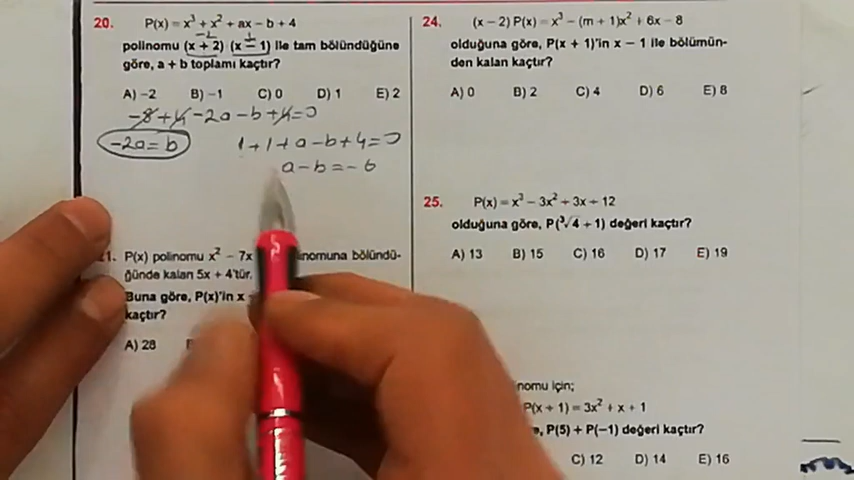 20. P(x) = x³ + x² + ax − b + 4
−2 1
polinomu (x + 2) (x − 1) ile tam bölündüğüne
göre, a + b toplamı kaçtır?
A) −2 B) −1 C) 0 D) 1 E) 2
−8+4−2a−b+4=0
−2a=b
1+1+a−b+4=0
a−b=−6
21. P(x) polinomu x² − 7x inomuna bölündü-
ğünde kalan 5x + 4'tür.
Buna göre, P(x)'in x
kaçtır?
A) 28
24. (x − 2) P(x) = x³ − (m + 1)x² + 6x − 8
olduğuna göre, P(x + 1)'in x − 1 ile bölümün-
den kalan kaçtır?
A) 0 B) 2 C) 4 D) 6 E) 8
25. P(x) = x³ − 3x² + 3x + 12
olduğuna göre, P(∛4 + 1) değeri kaçtır?
A) 13 B) 15 C) 16 D) 17 E) 19
nomu için;
P(x + 1) = 3x² + x + 1
e, P(5) + P(−1) değeri kaçtır?
C) 12 D) 14 E) 16